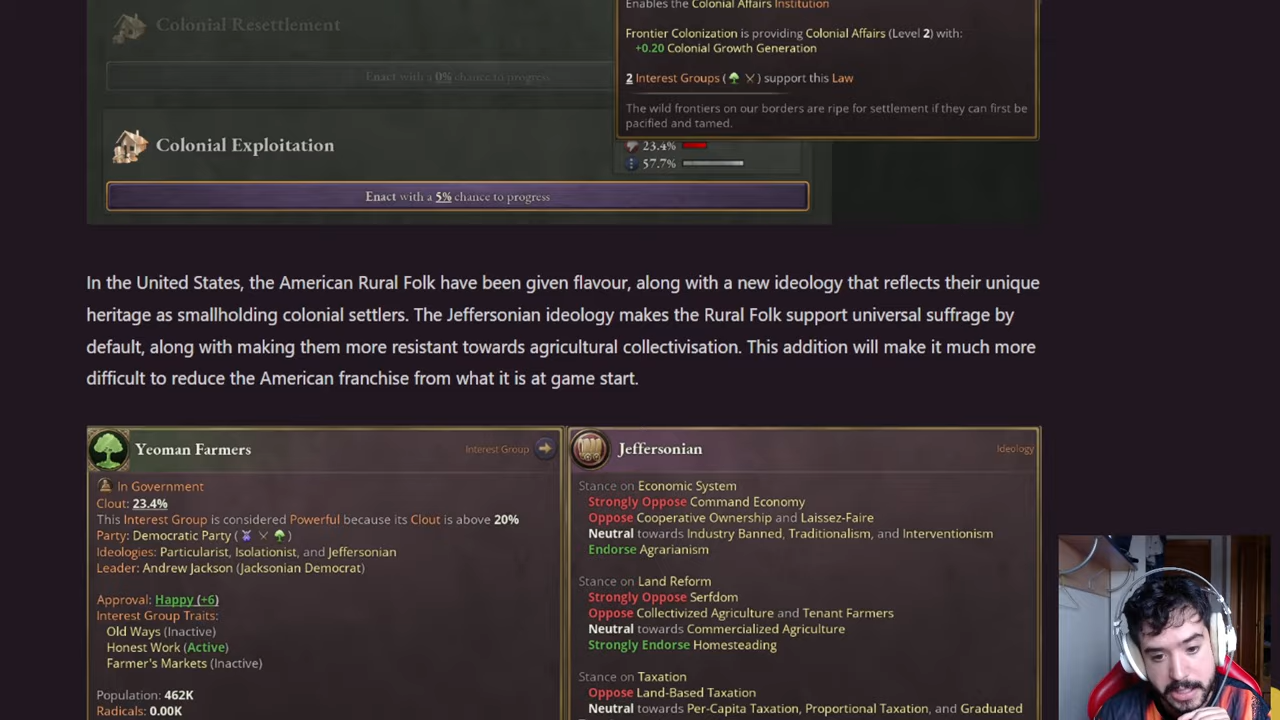 Colonial Resettlement
Enact with a 0% chance to progress
Enables the Colonial Affairs Institution
Frontier Colonization is providing Colonial Affairs (Level 2) with:
+0.20 Colonial Growth Generation
2 Interest Groups ( ) support this Law
The wild frontiers on our borders are ripe for settlement if they can first be
pacified and tamed.
Colonial Exploitation
23.4%
57.7%
Enact with a 5% chance to progress
In the United States, the American Rural Folk have been given flavour, along with a new ideology that reflects their unique
heritage as smallholding colonial settlers. The Jeffersonian ideology makes the Rural Folk support universal suffrage by
default, along with making them more resistant towards agricultural collectivisation. This addition will make it much more
difficult to reduce the American franchise from what it is at game start.
Yeoman Farmers
Interest Group
In Government
Clout: 23.4%
This Interest Group is considered Powerful because its Clout is above 20%
Party: Democratic Party ( )
Ideologies: Particularist, Isolationist, and Jeffersonian
Leader: Andrew Jackson (Jacksonian Democrat)
Approval: Happy (+6)
Interest Group Traits:
Old Ways (Inactive)
Honest Work (Active)
Farmer's Markets (Inactive)
Population: 462K
Radicals: 0.00K
Jeffersonian
Ideology
Stance on Economic System
Strongly Oppose Command Economy
Oppose Cooperative Ownership and Laissez-Faire
Neutral towards Industry Banned, Traditionalism, and Interventionism
Endorse Agrarianism
Stance on Land Reform
Strongly Oppose Serfdom
Oppose Collectivized Agriculture and Tenant Farmers
Neutral towards Commercialized Agriculture
Strongly Endorse Homesteading
Stance on Taxation
Oppose Land-Based Taxation
Neutral towards Per-Capita Taxation, Proportional Taxation, and Graduated